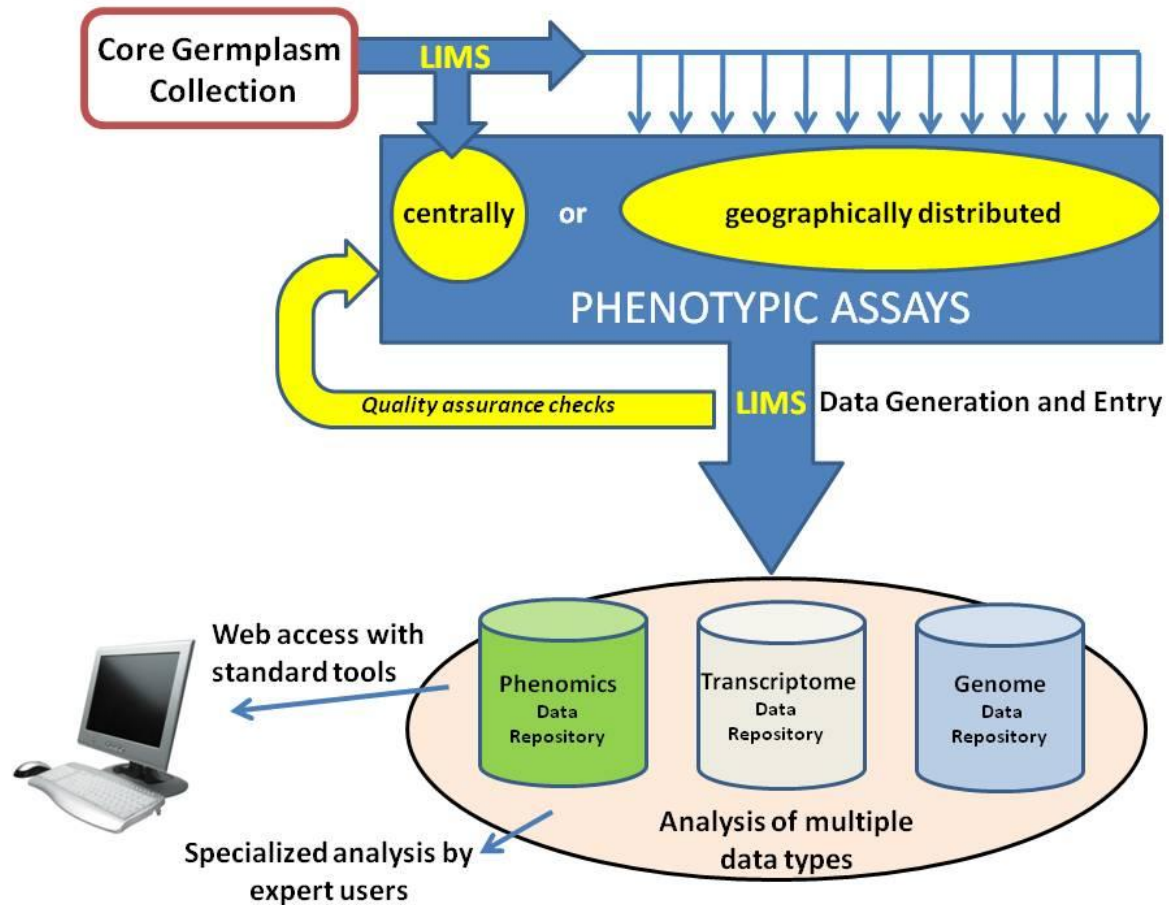 Core Germplasm
Collection
LIMS
centrally
or
geographically distributed
PHENOTYPIC ASSAYS
Quality assurance checks
LIMS
Data Generation and Entry
Web access with
standard tools
Phenomics
Data
Repository
Transcriptome
Data
Repository
Genome
Data
Repository
Analysis of multiple
data types
Specialized analysis by
expert users